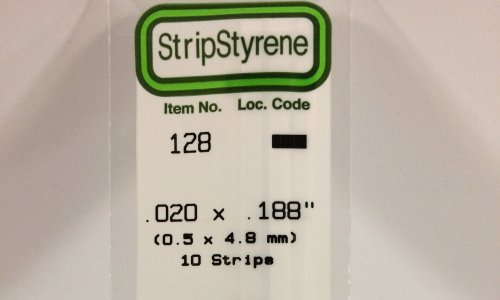 StripStyrene
Item No. Loc. Code
128
.020 x .188"
(0.5 x 4.8 mm)
10 Strips